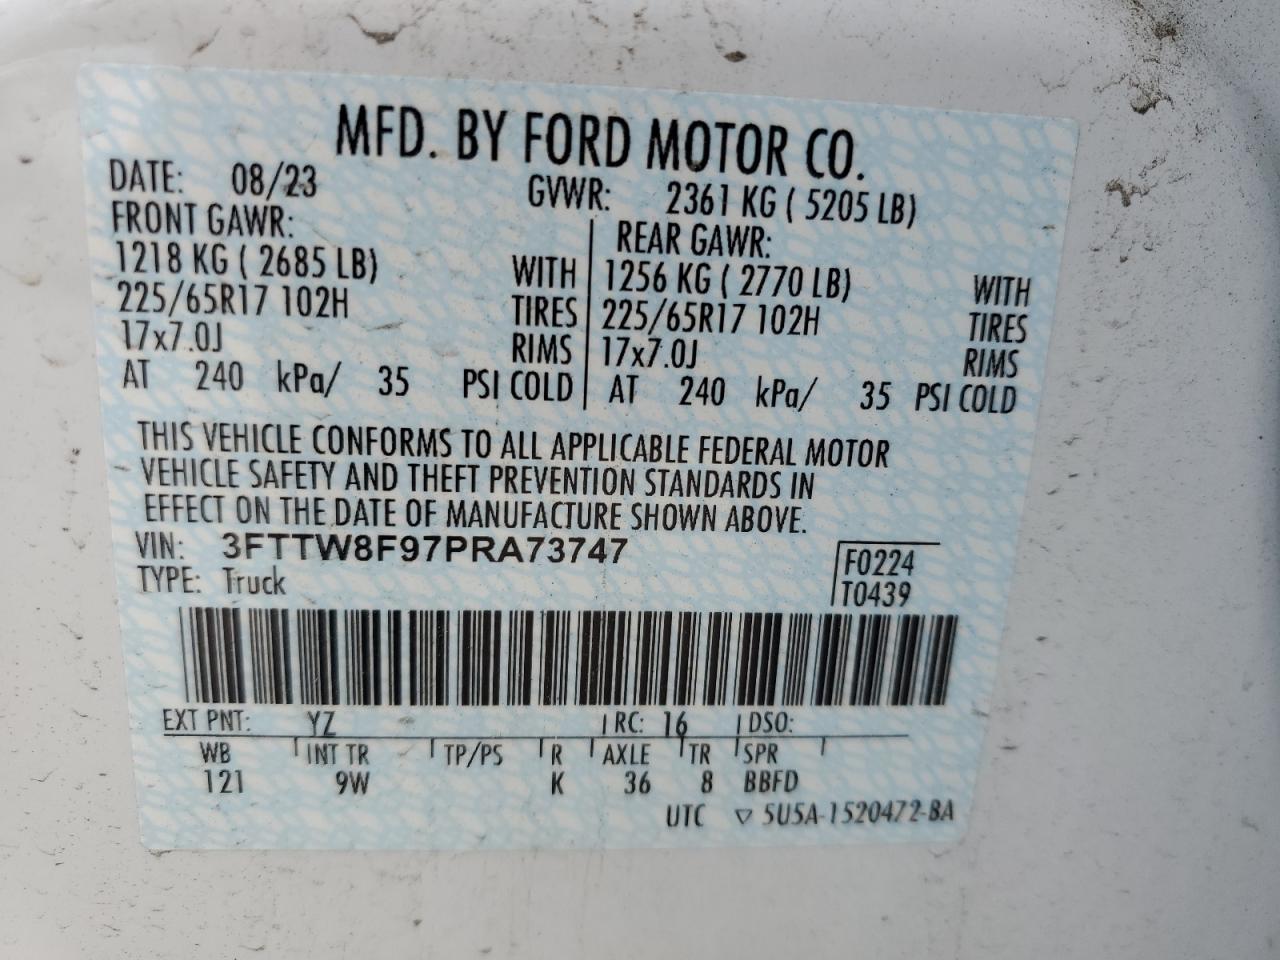 MFD. BY FORD MOTOR CO.
DATE: 08/23 GVWR: 2361 KG ( 5205 LB)
FRONT GAWR: REAR GAWR:
1218 KG ( 2685 LB) WITH 1256 KG ( 2770 LB) WITH
225/65R17 102H TIRES 225/65R17 102H TIRES
17x7.0J RIMS 17x7.0J RIMS
AT 240 kPa/ 35 PSI COLD AT 240 kPa/ 35 PSI COLD
THIS VEHICLE CONFORMS TO ALL APPLICABLE FEDERAL MOTOR
VEHICLE SAFETY AND THEFT PREVENTION STANDARDS IN
EFFECT ON THE DATE OF MANUFACTURE SHOWN ABOVE.
VIN: 3FTTW8F97PRA73747
TYPE: Truck
F0224
T0439
EXT PNT: YZ RC: 16 DSO:
WB INT TR TP/PS R AXLE TR SPR
121 9W K 36 8 BBFD
UTC ▽ 5U5A-1520472-BA